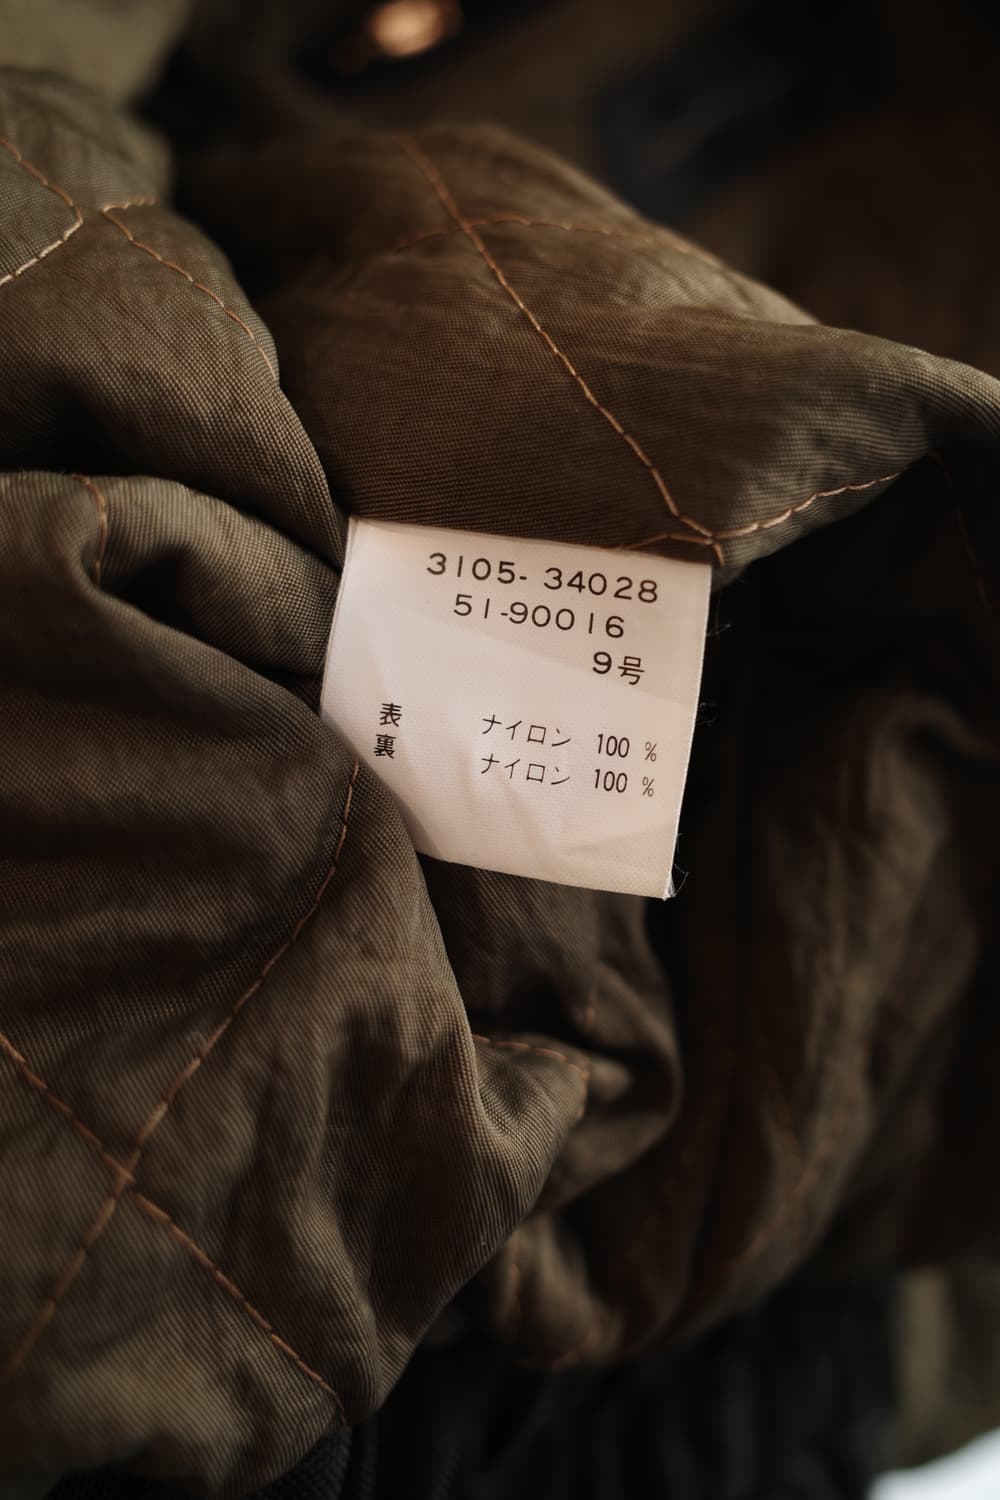 3105- 34028
51-90016
9号
表 ナイロン 100 %
裏 ナイロン 100 %